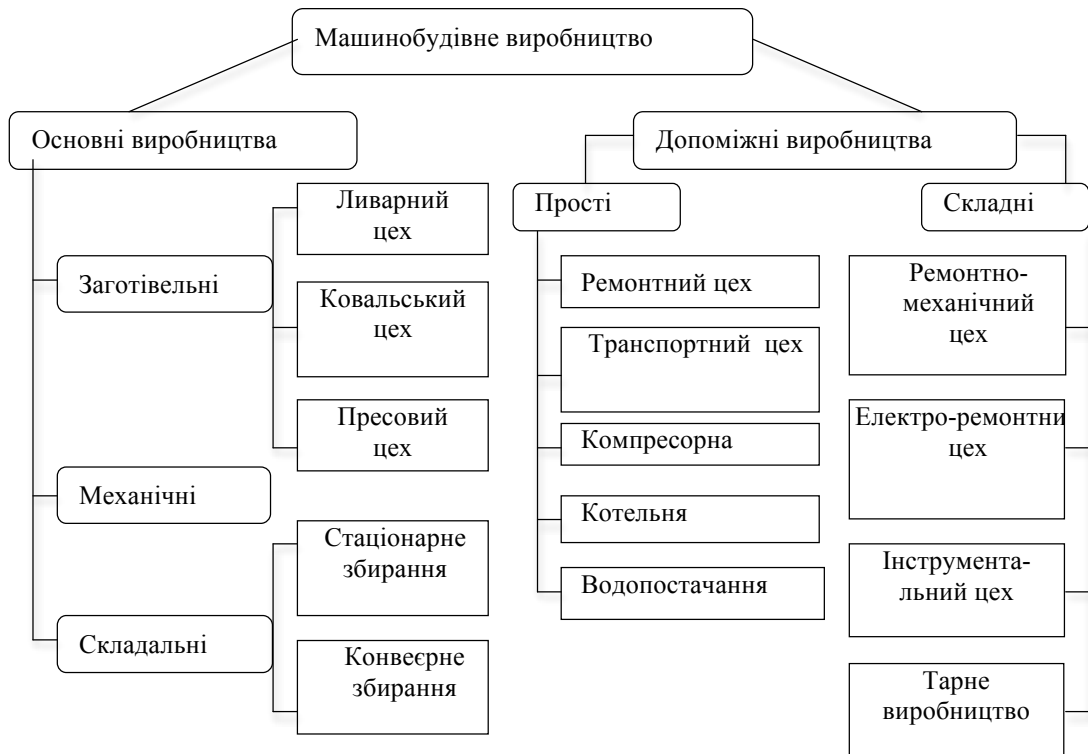 Машинобудівне виробництво
Основні виробництва
Допоміжні виробництва
Заготівельні
Ливарний
цех
Ковальський
цех
Пресовий
цех
Механічні
Складальні
Стаціонарне
збирання
Конвеєрне
збирання
Прості
Ремонтний цех
Транспортний цех
Компресорна
Котельня
Водопостачання
Складні
Ремонтно-
механічний
цех
Електро-ремонтни
цех
Інструмента-
льний цех
Тарне
виробництво